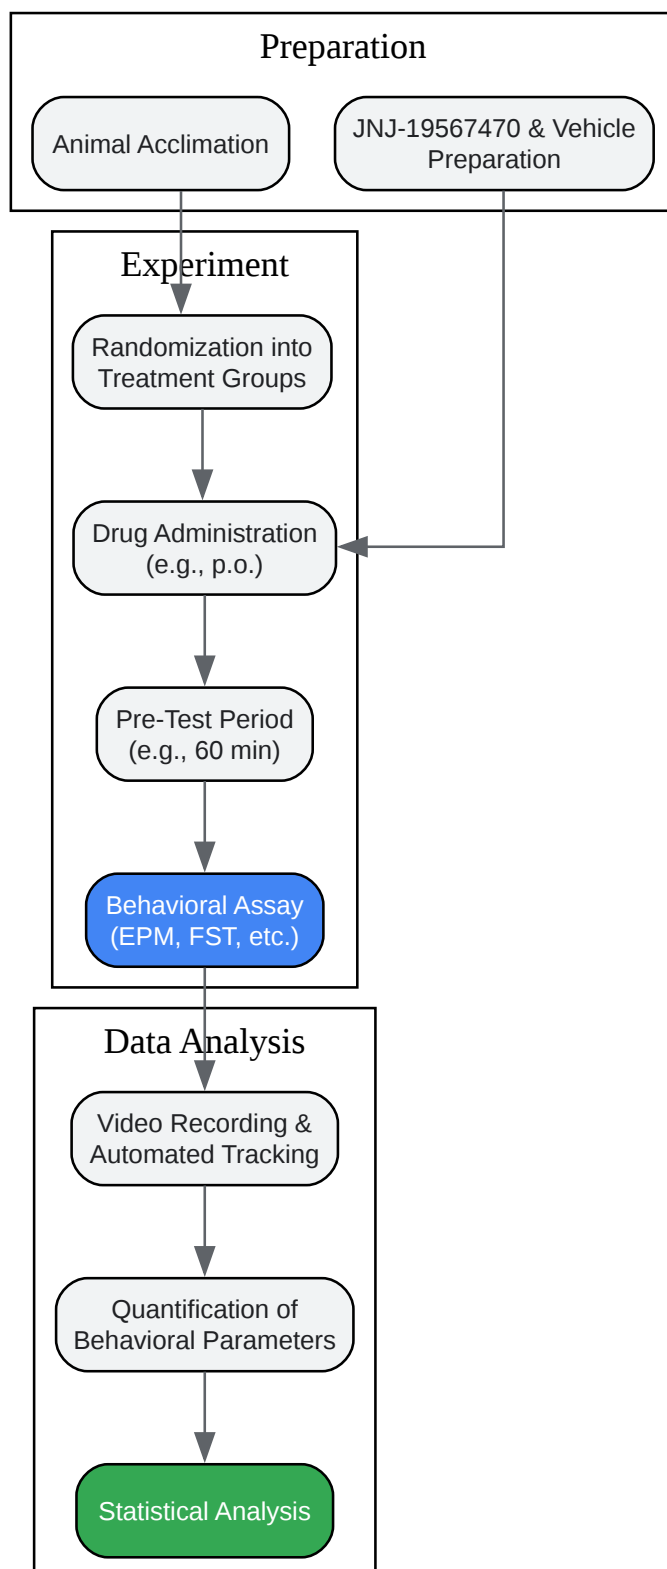 Preparation
Animal Acclimation
JNJ-19567470 & Vehicle
Preparation
Experiment
Randomization into
Treatment Groups
Drug Administration
(e.g., p.o.)
Pre-Test Period
(e.g., 60 min)
Behavioral Assay
(EPM, FST, etc.)
Data Analysis
Video Recording &
Automated Tracking
Quantification of
Behavioral Parameters
Statistical Analysis